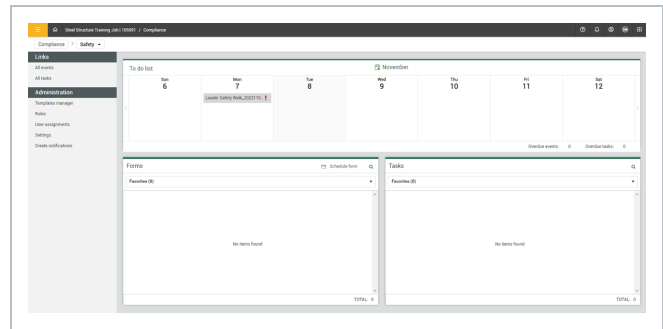 Steel Structure Training Job | 105091 / Compliance
Compliance > Safety
Links
All events
All tasks
Administration
Templates manager
Roles
User assignments
Settings
Create notifications
To do list
November
Sun Mon Tue Wed Thu Fri Sat
6 7 8 9 10 11 12
Leader Safety Walk_2022110...
Overdue events: 0 Overdue tasks: 0
Forms
Schedule form
Favorites (0)
No items found
TOTAL: 0
Tasks
Favorites (0)
No items found
TOTAL: 0